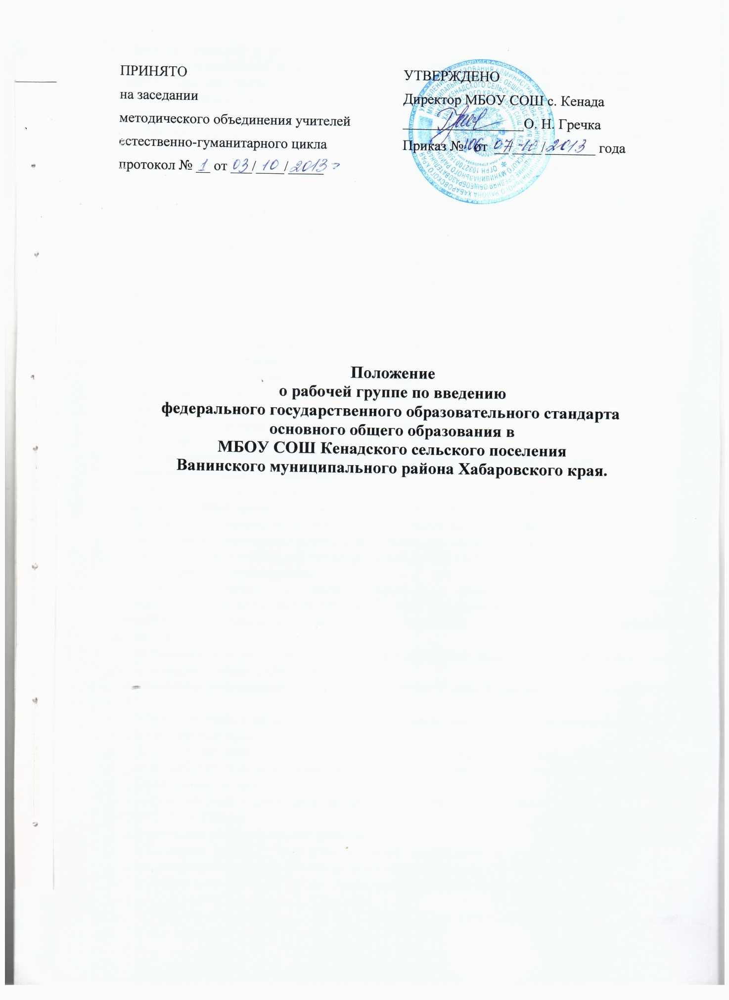 ПРИНЯТО
на заседании
методического объединения учителей
естественно-гуманитарного цикла
протокол № 1 от 03/10/2013 г
УТВЕРЖДЕНО
Директор МБОУ СОШ с. Кенада
О. Н. Гречка
Приказ № 106 от 07-10/2013 года
Положение
о рабочей группе по введению
федерального государственного образовательного стандарта
основного общего образования в
МБОУ СОШ Кенадского сельского поселения
Ванинского муниципального района Хабаровского края.